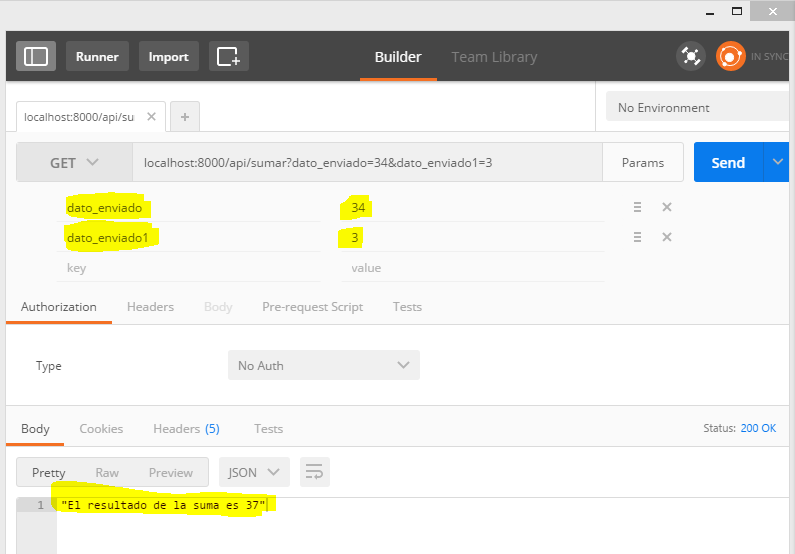 Runner Import Builder Team Library IN SYNC
localhost:8000/api/su No Environment
GET localhost:8000/api/sumar?dato_enviado=34&dato_enviado1=3 Params Send
dato_enviado 34
dato_enviado1 3
key value
Authorization Headers Body Pre-request Script Tests
Type No Auth
Body Cookies Headers (5) Tests Status: 200 OK
Pretty Raw Preview JSON
1 "El resultado de la suma es 37"